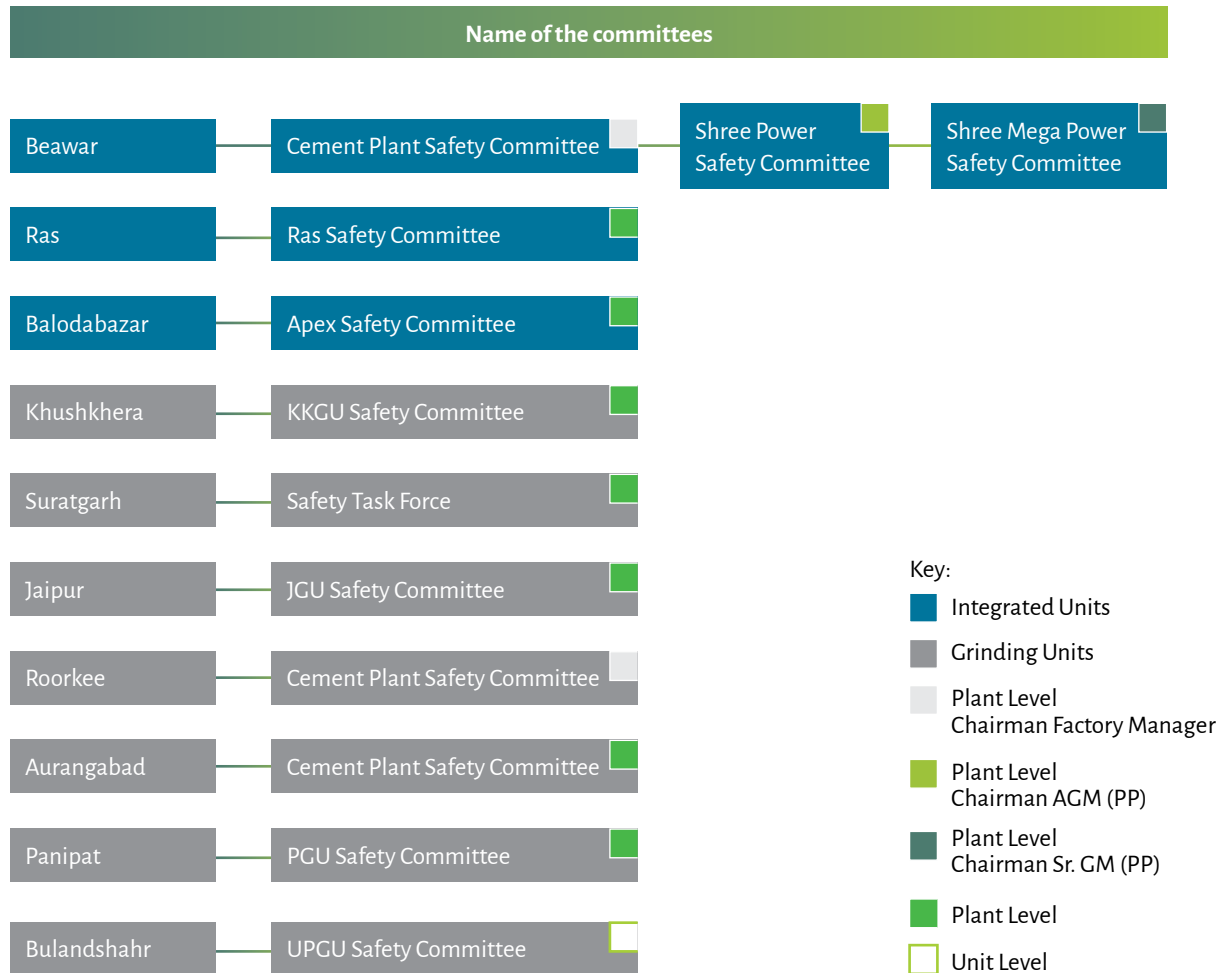 Name of the committees
Beawar
Cement Plant Safety Committee
Shree Power
Safety Committee
Shree Mega Power
Safety Committee
Ras
Ras Safety Committee
Balodabazar
Apex Safety Committee
Khushkhera
KKGU Safety Committee
Suratgarh
Safety Task Force
Jaipur
JGU Safety Committee
Roorkee
Cement Plant Safety Committee
Aurangabad
Cement Plant Safety Committee
Panipat
PGU Safety Committee
Bulandshahr
UPGU Safety Committee
Key:
Integrated Units
Grinding Units
Plant Level
Chairman Factory Manager
Plant Level
Chairman AGM (PP)
Plant Level
Chairman Sr. GM (PP)
Plant Level
Unit Level